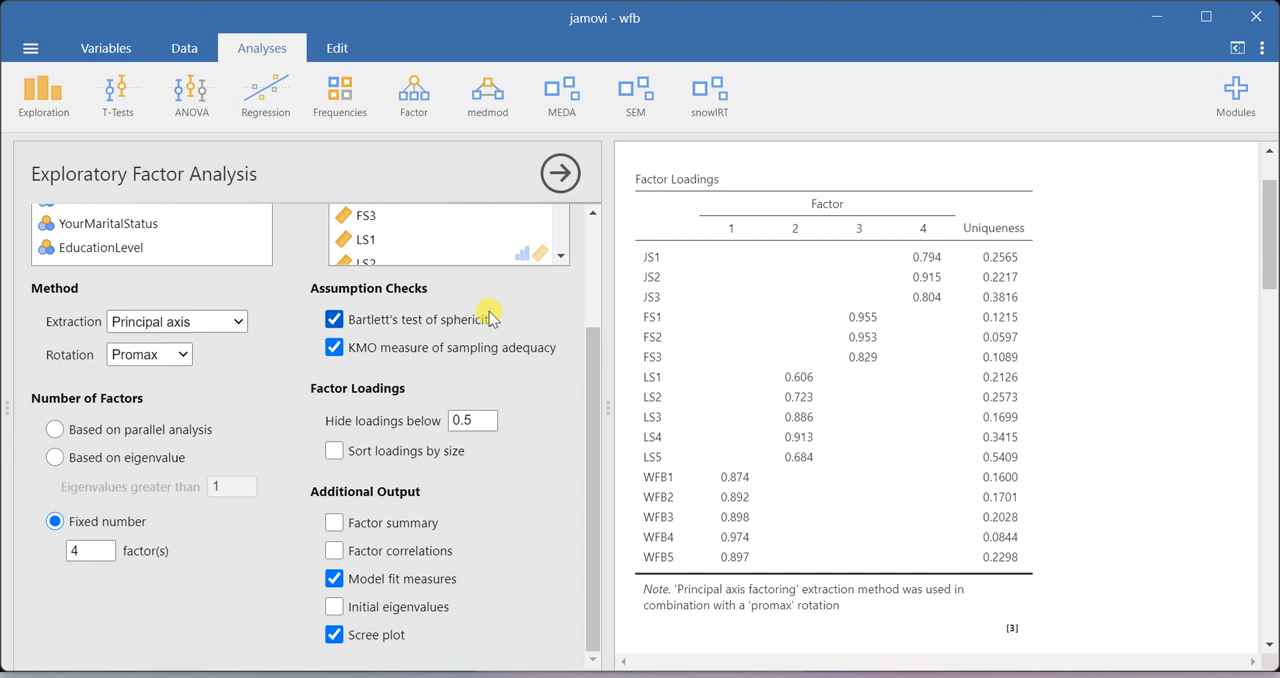 jamovi - wfb
Variables Data Analyses Edit
Exploration T-Tests ANOVA Regression Frequencies Factor medmod MEDA SEM snowIRT Modules
Exploratory Factor Analysis
YourMaritalStatus
EducationLevel
FS3
LS1
LS2
Method
Extraction Principal axis
Rotation Promax
Number of Factors
Based on parallel analysis
Based on eigenvalue
Eigenvalues greater than 1
Fixed number
4 factor(s)
Assumption Checks
Bartlett's test of sphericity
KMO measure of sampling adequacy
Factor Loadings
Hide loadings below 0.5
Sort loadings by size
Additional Output
Factor summary
Factor correlations
Model fit measures
Initial eigenvalues
Scree plot
Factor Loadings
Factor
1 2 3 4 Uniqueness
JS1 0.794 0.2565
JS2 0.915 0.2217
JS3 0.804 0.3816
FS1 0.955 0.1215
FS2 0.953 0.0597
FS3 0.829 0.1089
LS1 0.606 0.2126
LS2 0.723 0.2573
LS3 0.886 0.1699
LS4 0.913 0.3415
LS5 0.684 0.5409
WFB1 0.874 0.1600
WFB2 0.892 0.1701
WFB3 0.898 0.2028
WFB4 0.974 0.0844
WFB5 0.897 0.2298
Note. 'Principal axis factoring' extraction method was used in
combination with a 'promax' rotation
[3]